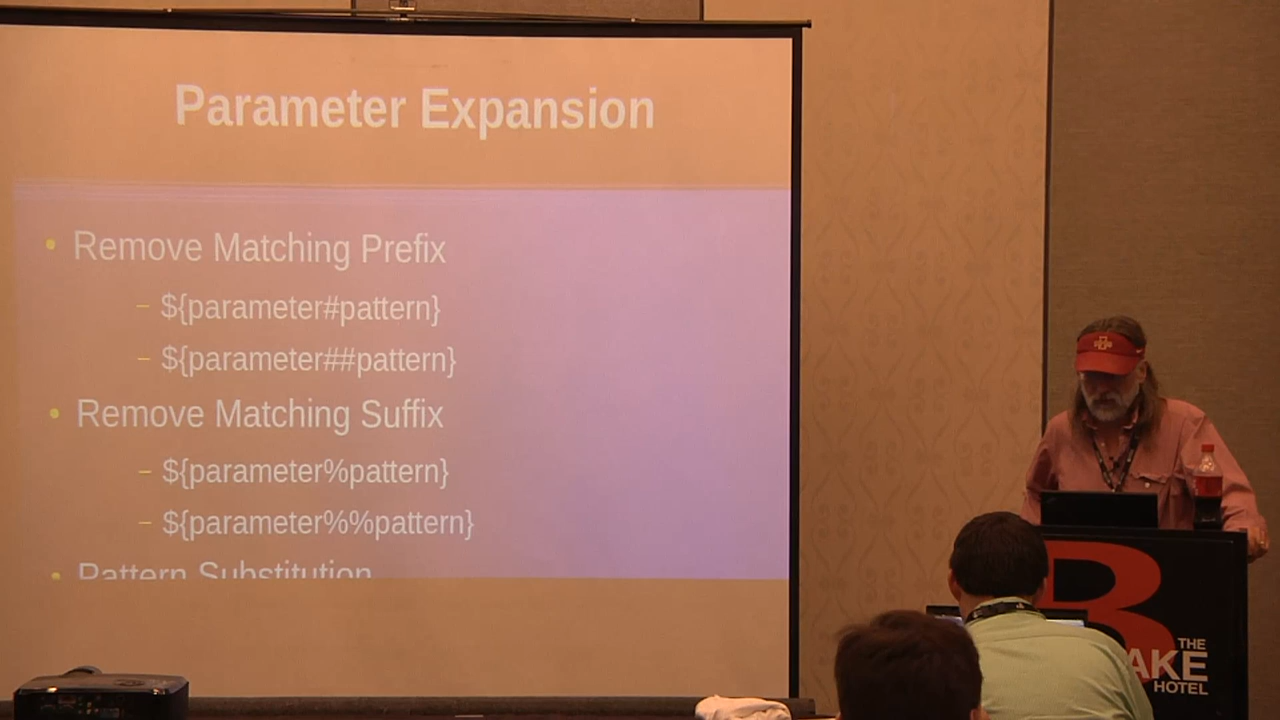 Parameter Expansion
• Remove Matching Prefix
– ${parameter#pattern}
– ${parameter##pattern}
• Remove Matching Suffix
– ${parameter%pattern}
– ${parameter%%pattern}
• Pattern Substitution
B
THE
AKE
HOTEL